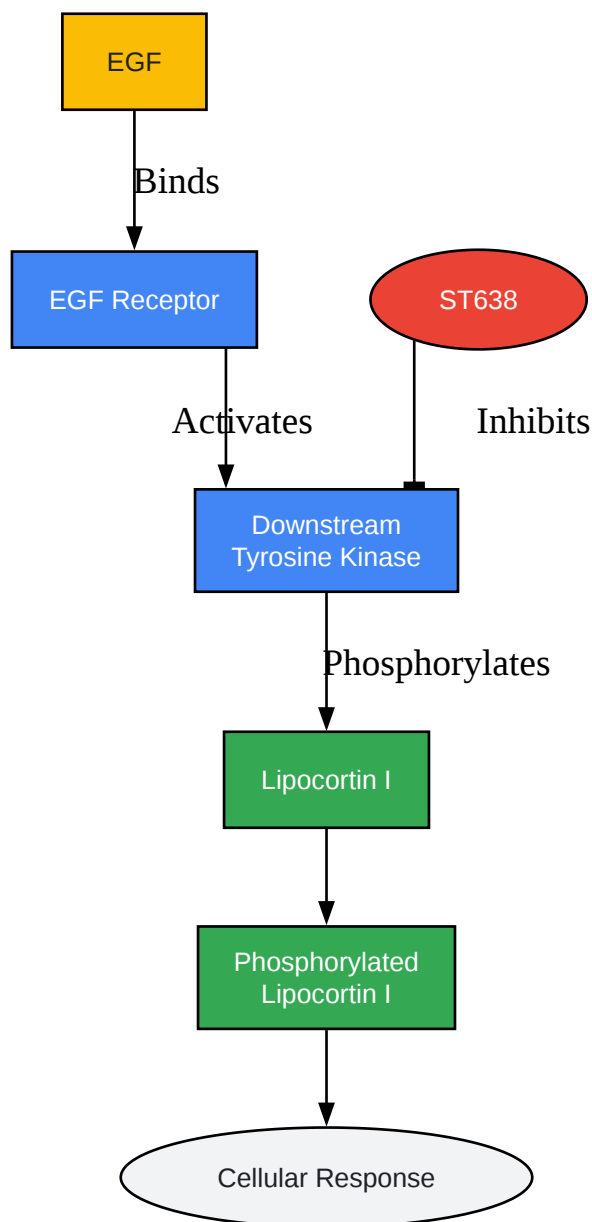 EGF
Binds
EGF Receptor
ST638
Activates
Inhibits
Downstream
Tyrosine Kinase
Phosphorylates
Lipocortin I
Phosphorylated
Lipocortin I
Cellular Response